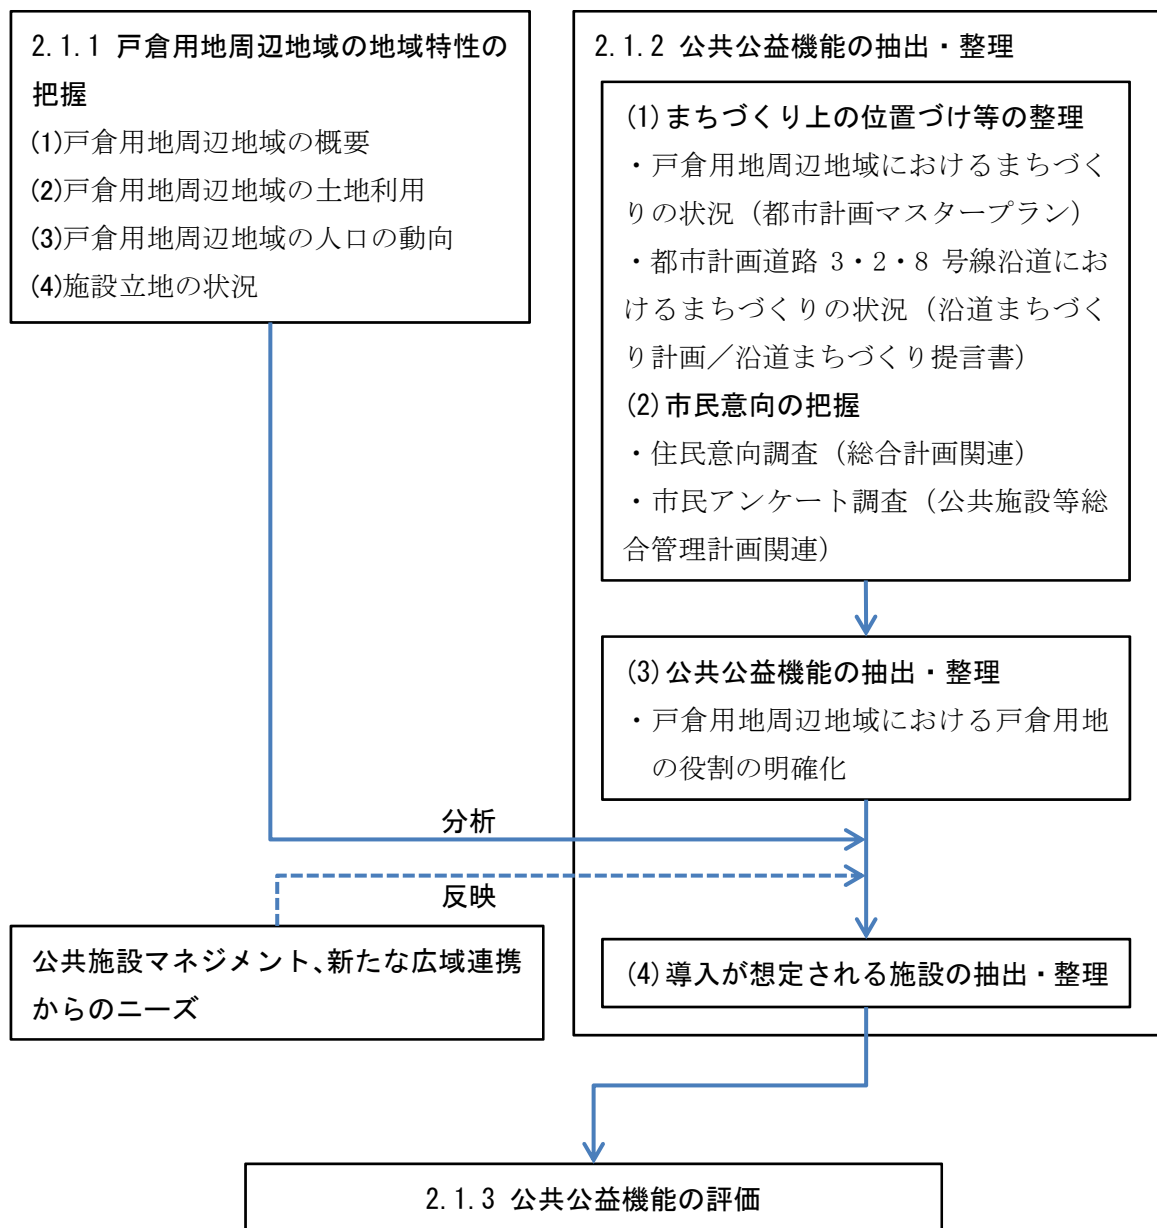 2.1.1 戸倉用地周辺地域の地域特性の
把握
(1)戸倉用地周辺地域の概要
(2)戸倉用地周辺地域の土地利用
(3)戸倉用地周辺地域の人口の動向
(4)施設立地の状況
2.1.2 公共公益機能の抽出・整理
(1)まちづくり上の位置づけ等の整理
・戸倉用地周辺地域におけるまちづく
りの状況（都市計画マスタープラン）
・都市計画道路 3・2・8 号線沿道にお
けるまちづくりの状況（沿道まちづく
り計画／沿道まちづくり提言書）
(2)市民意向の把握
・住民意向調査（総合計画関連）
・市民アンケート調査（公共施設等総
合管理計画関連）
(3)公共公益機能の抽出・整理
・戸倉用地周辺地域における戸倉用地
の役割の明確化
分析
反映
公共施設マネジメント、新たな広域連携
からのニーズ
(4)導入が想定される施設の抽出・整理
2.1.3 公共公益機能の評価